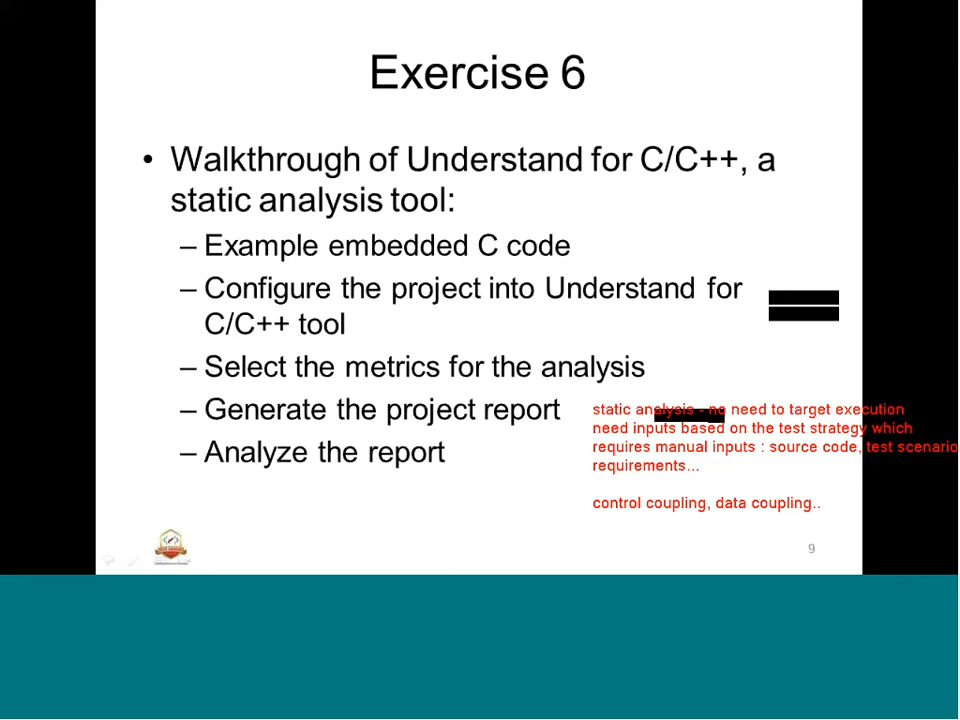 Exercise 6
• Walkthrough of Understand for C/C++, a
static analysis tool:
– Example embedded C code
– Configure the project into Understand for
C/C++ tool
– Select the metrics for the analysis
– Generate the project report
– Analyze the report
static analysis - no need to target execution
need inputs based on the test strategy which
requires manual inputs : source code, test scenario
requirements...
control coupling, data coupling..
9